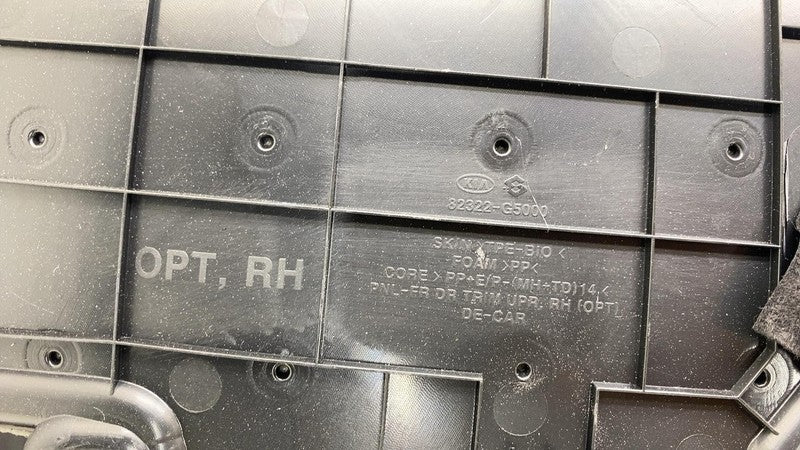 KIA
82322-G5000
OPT, RH
SKIN >TPE-BIO<
FOAM >PP<
CORE >PP+E/P-(MH+TD)14<
PNL-FR DR TRIM UPR, RH (OPT)
DE-CAR